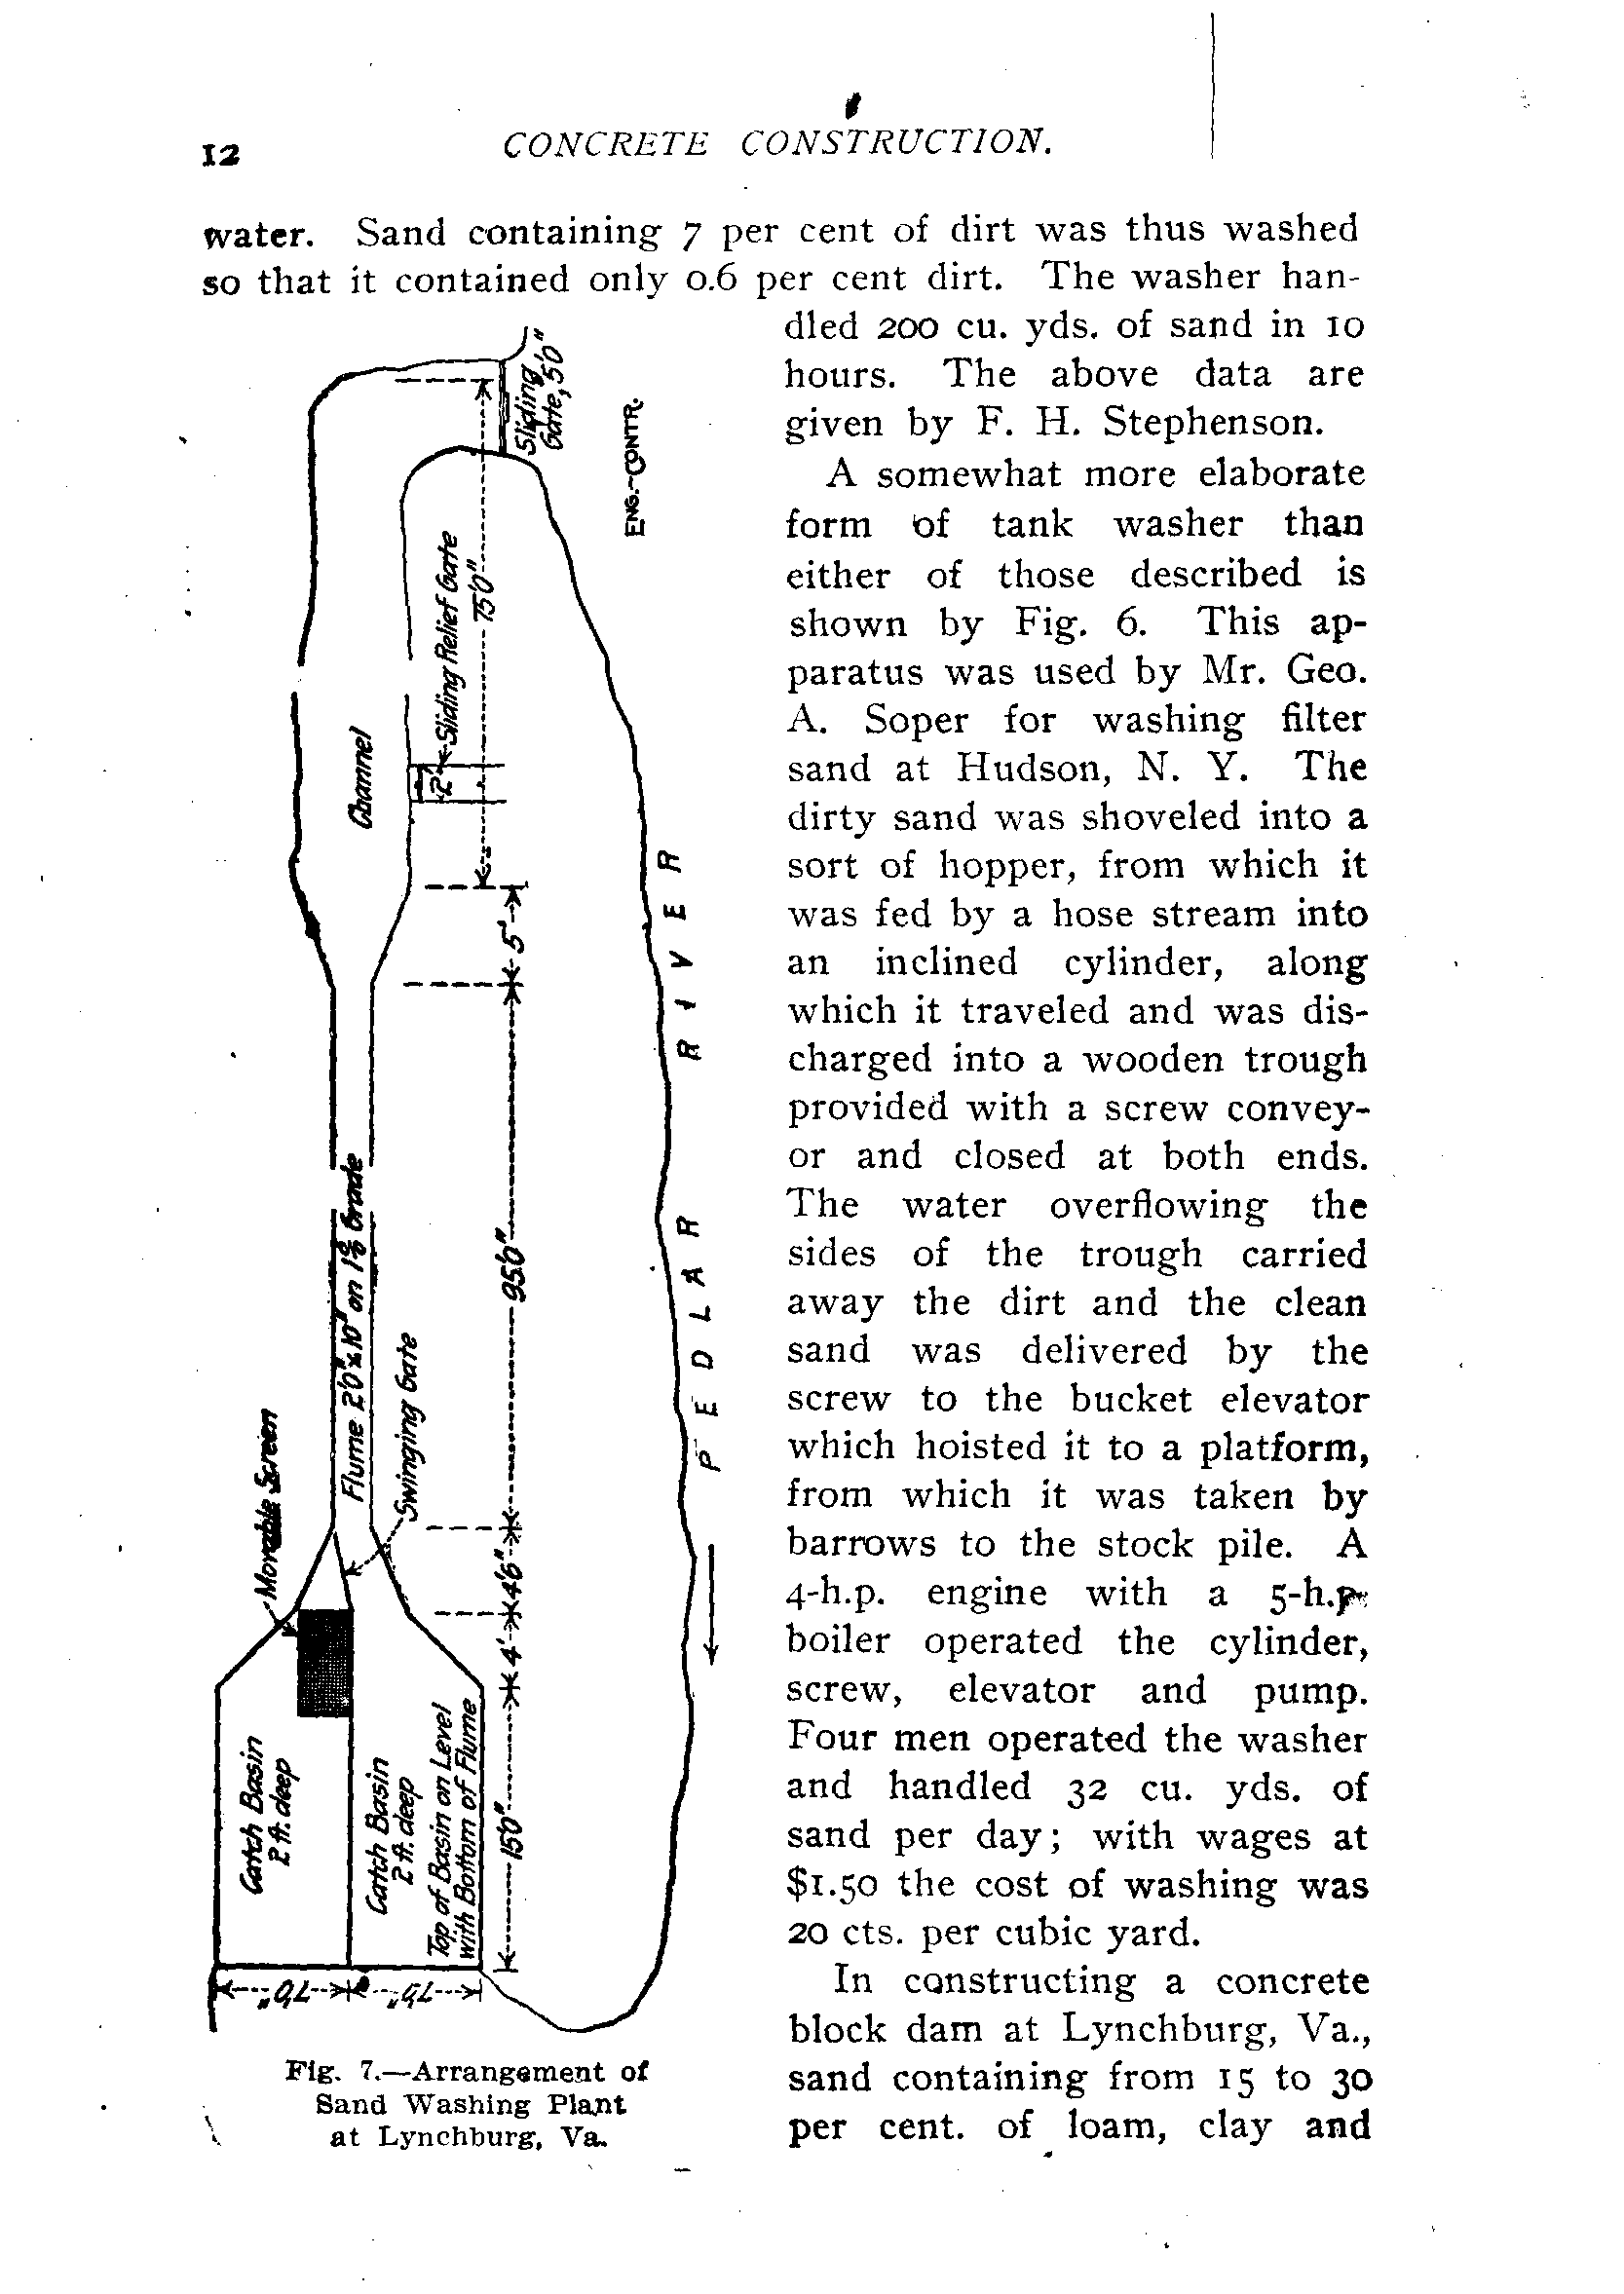 12
CONCRETE CONSTRUCTION.
water. Sand containing 7 per cent of dirt was thus washed
so that it contained only 0.6 per cent dirt. The washer han-
dled 200 cu. yds. of sand in 10
hours. The above data are
given by F. H. Stephenson.
A somewhat more elaborate
form of tank washer than
either of those described is
shown by Fig. 6. This ap-
paratus was used by Mr. Geo.
A. Soper for washing filter
sand at Hudson, N. Y. The
dirty sand was shoveled into a
sort of hopper, from which it
was fed by a hose stream into
an inclined cylinder, along
which it traveled and was dis-
charged into a wooden trough
provided with a screw convey-
or and closed at both ends.
The water overflowing the
sides of the trough carried
away the dirt and the clean
sand was delivered by the
screw to the bucket elevator
which hoisted it to a platform,
from which it was taken by
barrows to the stock pile. A
4-h.p. engine with a 5-h.p.
boiler operated the cylinder,
screw, elevator and pump.
Four men operated the washer
and handled 32 cu. yds. of
sand per day; with wages at
$1.50 the cost of washing was
20 cts. per cubic yard.
In constructing a concrete
block dam at Lynchburg, Va.,
sand containing from 15 to 30
per cent. of loam, clay and
Sliding
Gate, 5'0"
ENG.-CONTR.
Sliding Relief Gate
75'0"
2'
Channel
5'
PEDLAR RIVER
Flume 2'0"x10" on 1% Grade
95'0"
Swinging Gate
Movable Screen
4'6"
4'
Catch Basin
2 ft. deep
Catch Basin
2 ft. deep
Top of Basin on Level
with Bottom of Flume
15'0"
Fig. 7.—Arrangement of
Sand Washing Plant
at Lynchburg, Va.